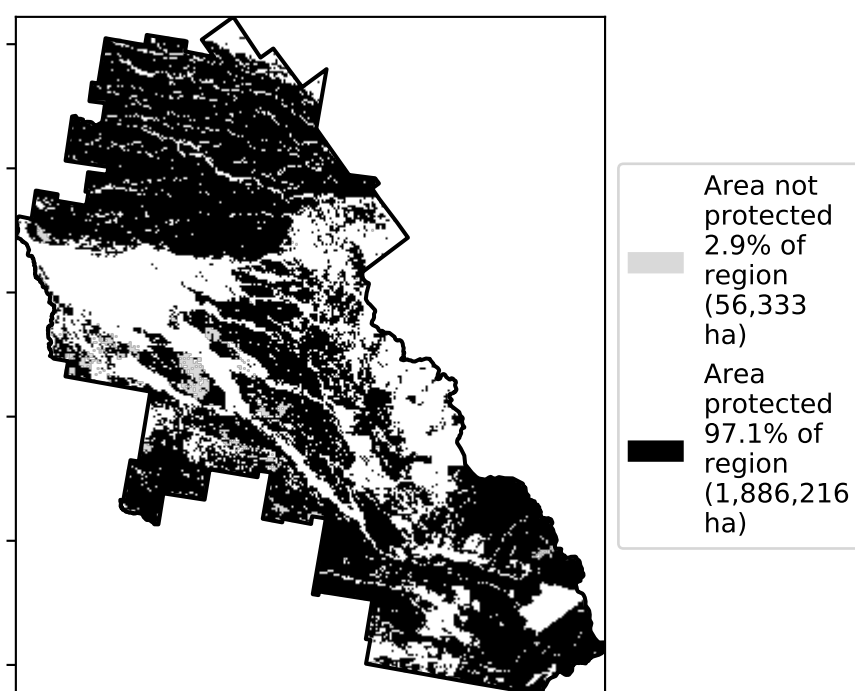 Area not
protected
2.9% of
region
(56,333
ha)
Area
protected
97.1% of
region
(1,886,216
ha)